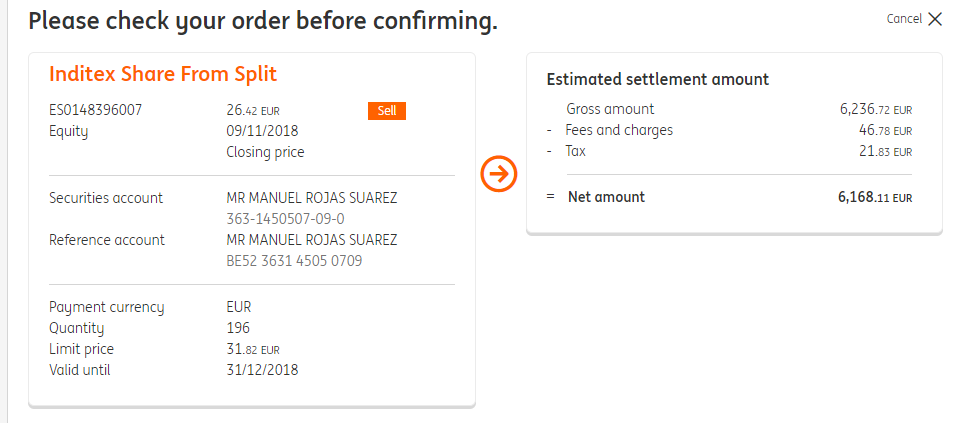 Please check your order before confirming.
Cancel
Inditex Share From Split
ES0148396007 26.42 EUR Sell
Equity 09/11/2018
Closing price
Securities account MR MANUEL ROJAS SUAREZ
363-1450507-09-0
Reference account MR MANUEL ROJAS SUAREZ
BE52 3631 4505 0709
Payment currency EUR
Quantity 196
Limit price 31.82 EUR
Valid until 31/12/2018
Estimated settlement amount
Gross amount 6,236.72 EUR
- Fees and charges 46.78 EUR
- Tax 21.83 EUR
= Net amount 6,168.11 EUR